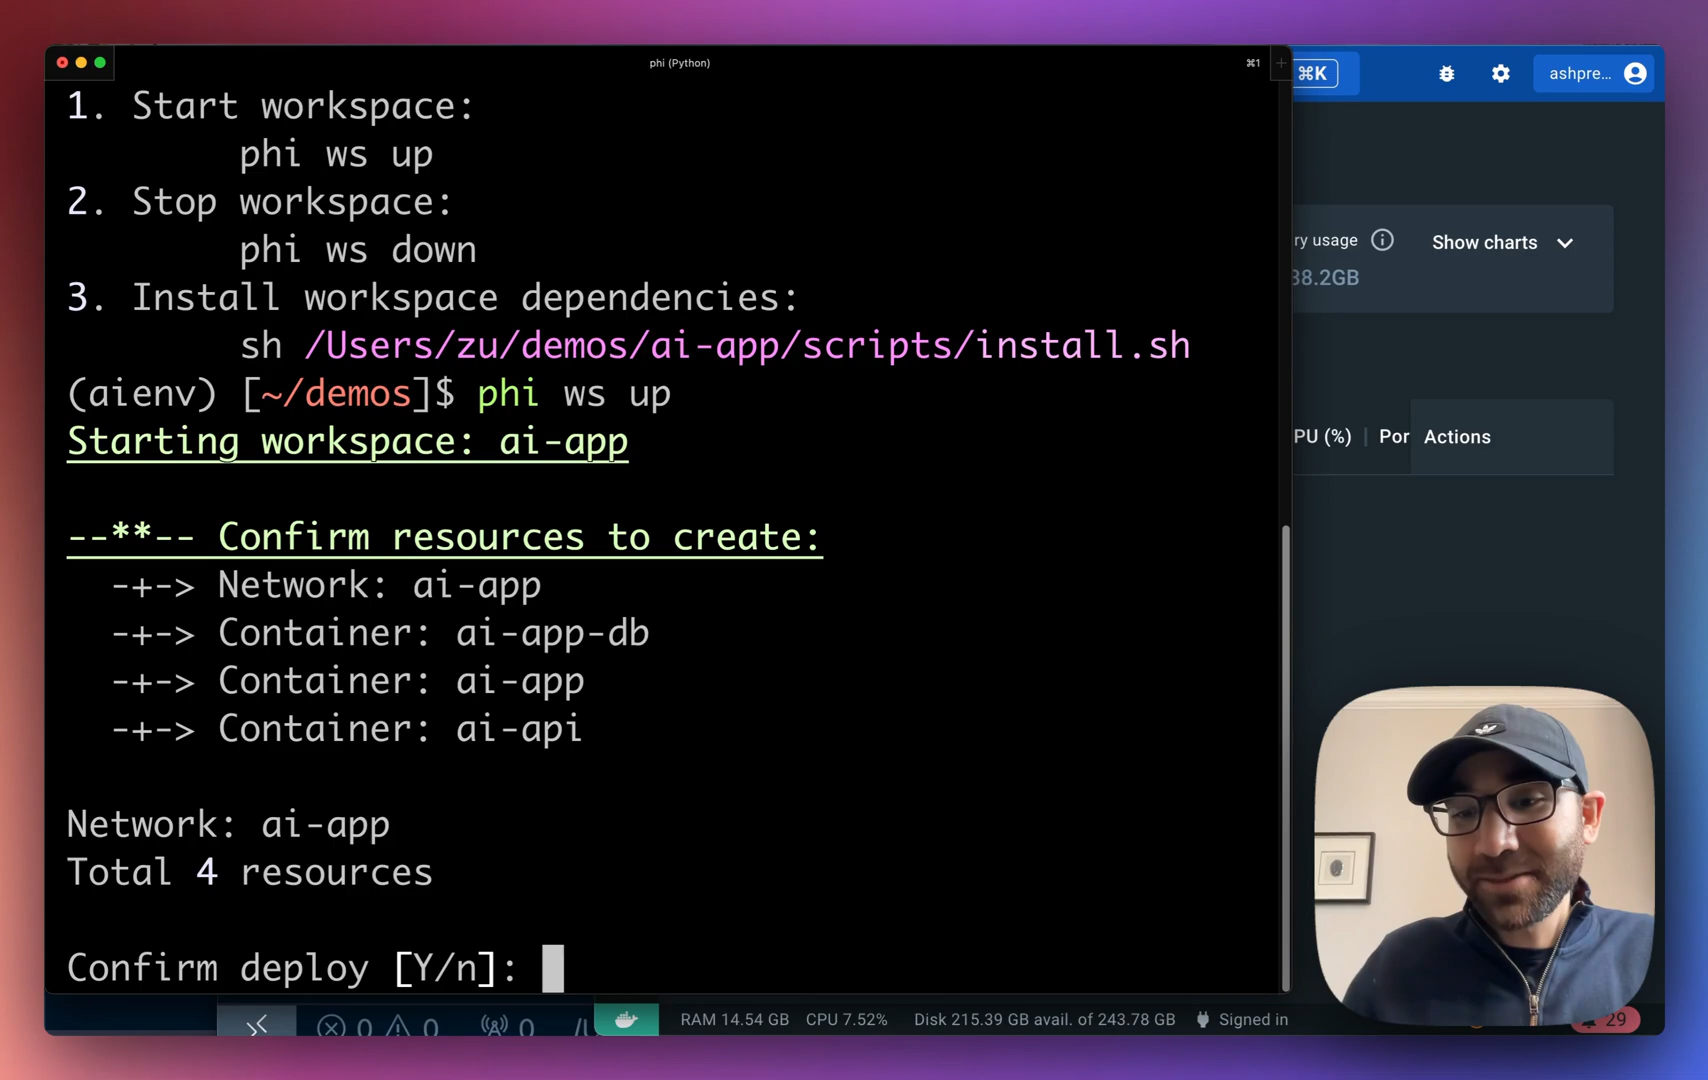 phi (Python)
⌘1
+
⌘K
ashpre...
1. Start workspace:
phi ws up
2. Stop workspace:
phi ws down
3. Install workspace dependencies:
sh /Users/zu/demos/ai-app/scripts/install.sh
(aienv) [~/demos]$ phi ws up
Starting workspace: ai-app
--**-- Confirm resources to create:
-+-> Network: ai-app
-+-> Container: ai-app-db
-+-> Container: ai-app
-+-> Container: ai-api
Network: ai-app
Total 4 resources
Confirm deploy [Y/n]:
ry usage
Show charts
38.2GB
PU (%)
Por
Actions
0
0
0
RAM 14.54 GB CPU 7.52% Disk 215.39 GB avail. of 243.78 GB Signed in
29